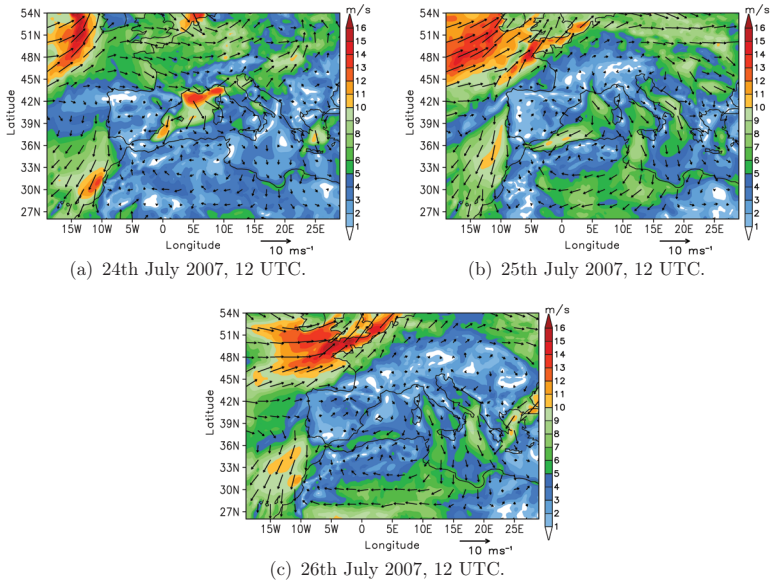 m/s
54N
51N
48N
45N
42N
39N
36N
33N
30N
27N
Latitude
15W 10W 5W 0 5E 10E 15E 20E 25E
Longitude
10 ms⁻¹
16
15
14
13
12
11
10
9
8
7
6
5
4
3
2
1
(a) 24th July 2007, 12 UTC.
m/s
54N
51N
48N
45N
42N
39N
36N
33N
30N
27N
Latitude
15W 10W 5W 0 5E 10E 15E 20E 25E
Longitude
10 ms⁻¹
16
15
14
13
12
11
10
9
8
7
6
5
4
3
2
1
(b) 25th July 2007, 12 UTC.
m/s
54N
51N
48N
45N
42N
39N
36N
33N
30N
27N
Latitude
15W 10W 5W 0 5E 10E 15E 20E 25E
Longitude
10 ms⁻¹
16
15
14
13
12
11
10
9
8
7
6
5
4
3
2
1
(c) 26th July 2007, 12 UTC.